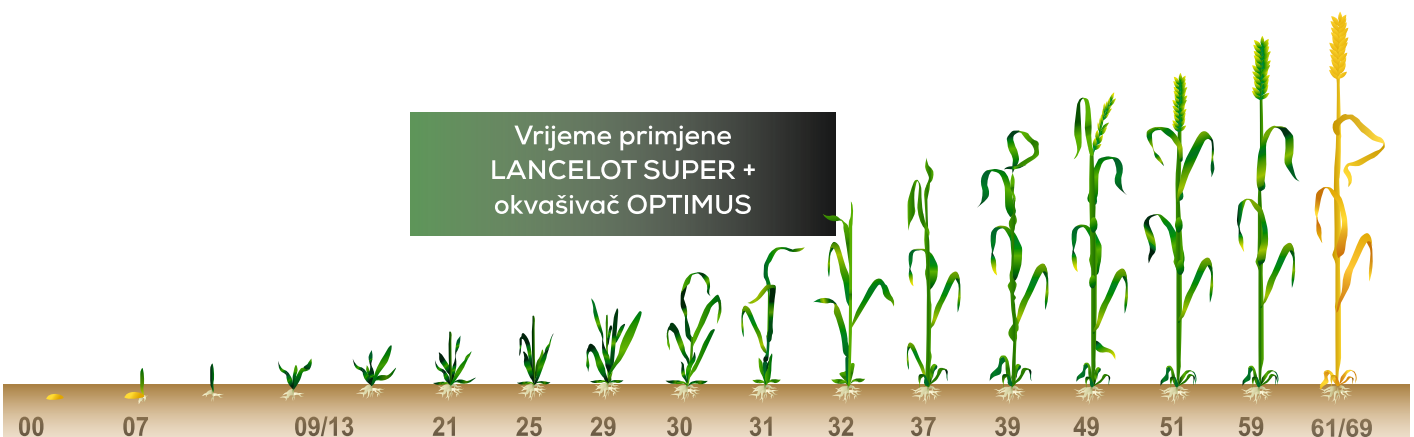 Vrijeme primjene
LANCELOT SUPER +
okvašivač OPTIMUS
00 07 09/13 21 25 29 30 31 32 37 39 49 51 59 61/69